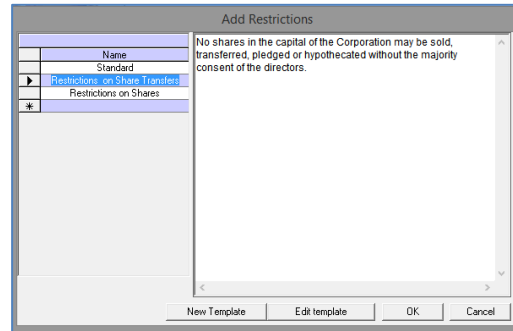 Add Restrictions
Name
Standard
Restrictions on Share Transfers
Restrictions on Shares
No shares in the capital of the Corporation may be sold,
transferred, pledged or hypothecated without the majority
consent of the directors.
New Template
Edit template
OK
Cancel